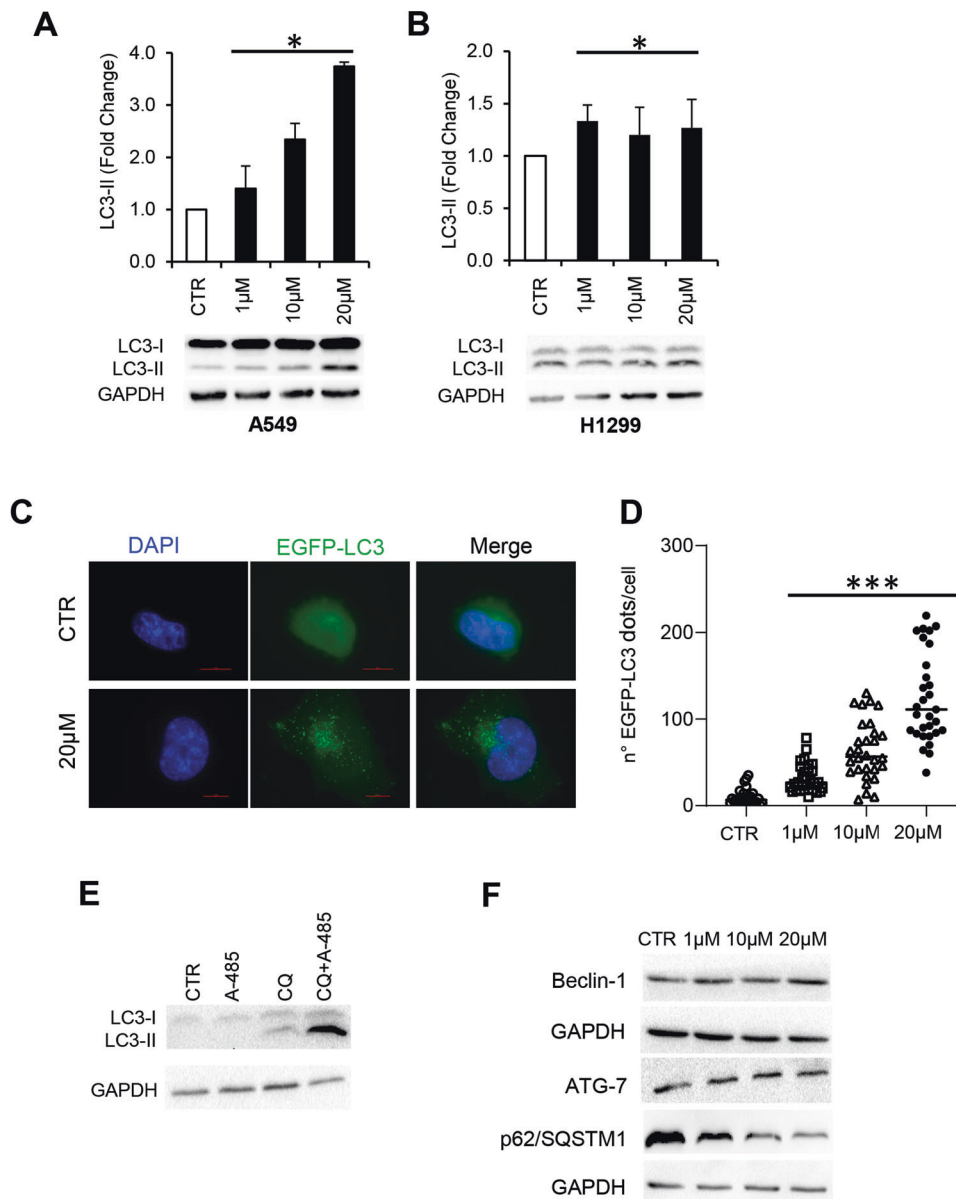 A
LC3-II (Fold Change)
4.0
3.0
2.0
1.0
0.0
*
CTR
1µM
10µM
20µM
LC3-I
LC3-II
GAPDH
A549
B
LC3-II (Fold Change)
2.0
1.5
1.0
0.5
0.0
*
CTR
1µM
10µM
20µM
LC3-I
LC3-II
GAPDH
H1299
C
DAPI EGFP-LC3 Merge
CTR
20µM
D
n° EGFP-LC3 dots/cell
300
200
100
0
***
CTR 1µM 10µM 20µM
E
CTR
A-485
CQ
CQ+A-485
LC3-I
LC3-II
GAPDH
F
CTR 1µM 10µM 20µM
Beclin-1
GAPDH
ATG-7
p62/SQSTM1
GAPDH